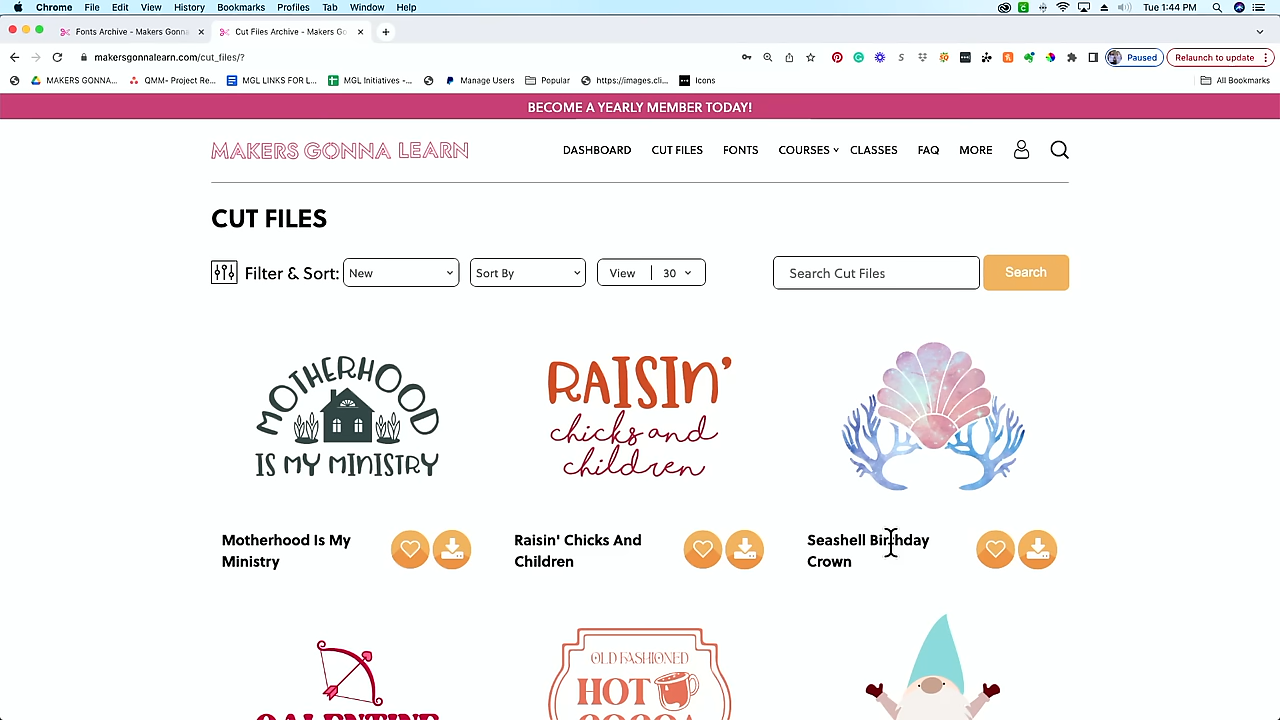 Chrome File Edit View History Bookmarks Profiles Tab Window Help Tue 1:44 PM
Fonts Archive - Makers Gonna Cut Files Archive - Makers Go
makersgonnalearn.com/cut_files/? Paused Relaunch to update
MAKERS GONNA... QMM- Project Re... MGL LINKS FOR L... MGL Initiatives -... Manage Users Popular https://images.cli... Icons All Bookmarks
BECOME A YEARLY MEMBER TODAY!
MAKERS GONNA LEARN DASHBOARD CUT FILES FONTS COURSES CLASSES FAQ MORE
CUT FILES
Filter & Sort: New Sort By View 30 Search Cut Files Search
MOTHERHOOD
IS MY MINISTRY
RAISIN'
chicks and
children
Motherhood Is My
Ministry
Raisin' Chicks And
Children
Seashell Birthday
Crown
OLD FASHIONED
HOT
COCOA